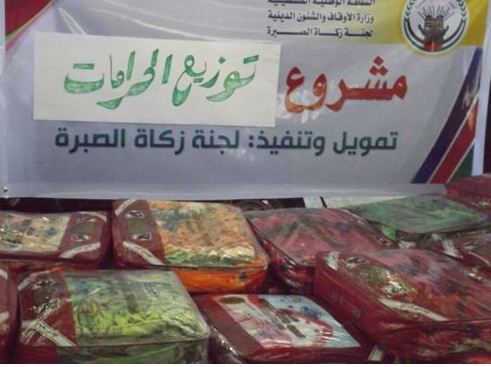 السلطة الوطنية الفلسطينية
وزارة الأوقاف والشئون الدينية
لجنة زكاة الصبرة
مشروع توزيع الحرامات
تمويل وتنفيذ: لجنة زكاة الصبرة